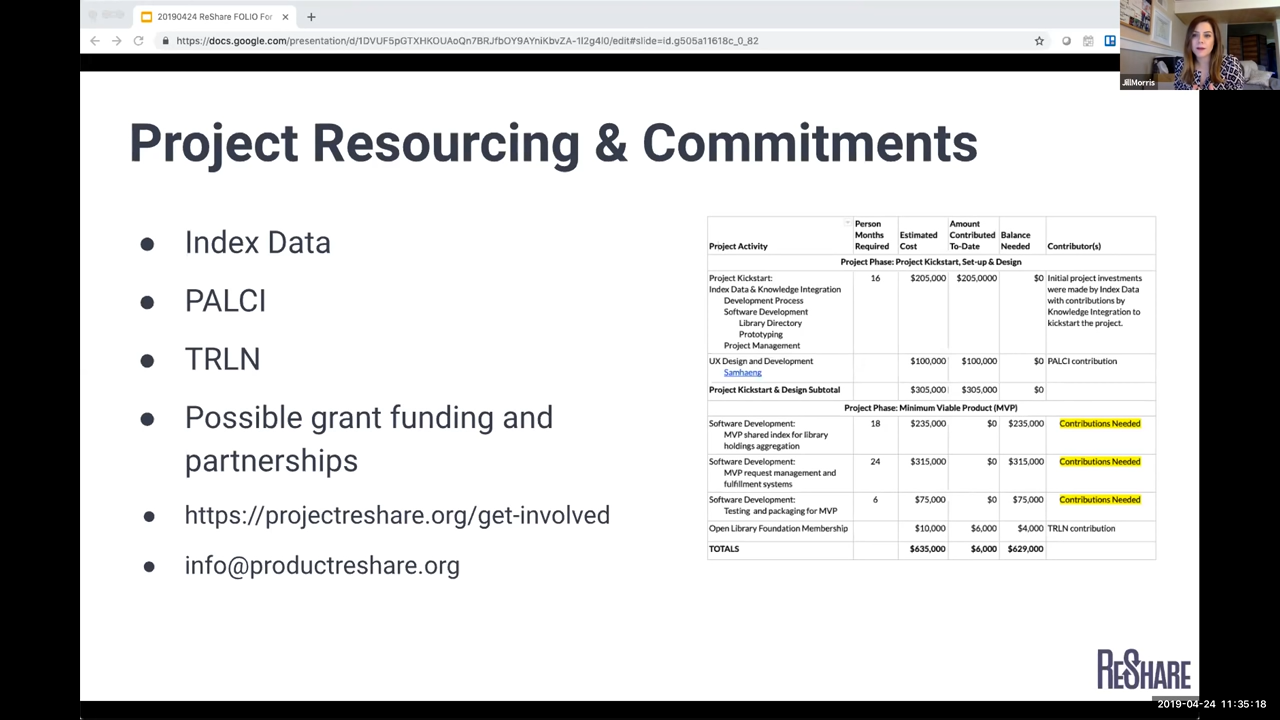 20190424 ReShare FOLIO For
https://docs.google.com/presentation/d/1DVUF5pGTXHKOUAoQn7BRJfbOY9AYniKbvZA-1I2g4l0/edit#slide=id.g505a11618c_0_82
JillMorris
Project Resourcing & Commitments
Index Data
PALCI
TRLN
Possible grant funding and
partnerships
https://projectreshare.org/get-involved
info@productreshare.org
Project Activity Person Months Required Estimated Cost Amount Contributed To-Date Balance Needed Contributor(s)
Project Phase: Project Kickstart, Set-up & Design
Project Kickstart: 16 $205,000 $205,0000 $0 Initial project investments
Index Data & Knowledge Integration were made by Index Data
Development Process with contributions by
Software Development Knowledge Integration to
Library Directory kickstart the project.
Prototyping
Project Management
UX Design and Development $100,000 $100,000 $0 PALCI contribution
Samhaeng
Project Kickstart & Design Subtotal $305,000 $305,000 $0
Project Phase: Minimum Viable Product (MVP)
Software Development: 18 $235,000 $0 $235,000 Contributions Needed
MVP shared index for library
holdings aggregation
Software Development: 24 $315,000 $0 $315,000 Contributions Needed
MVP request management and
fulfillment systems
Software Development: 6 $75,000 $0 $75,000 Contributions Needed
Testing and packaging for MVP
Open Library Foundation Membership $10,000 $6,000 $4,000 TRLN contribution
TOTALS $635,000 $6,000 $629,000
RESHARE
2019-04-24 11:35:18